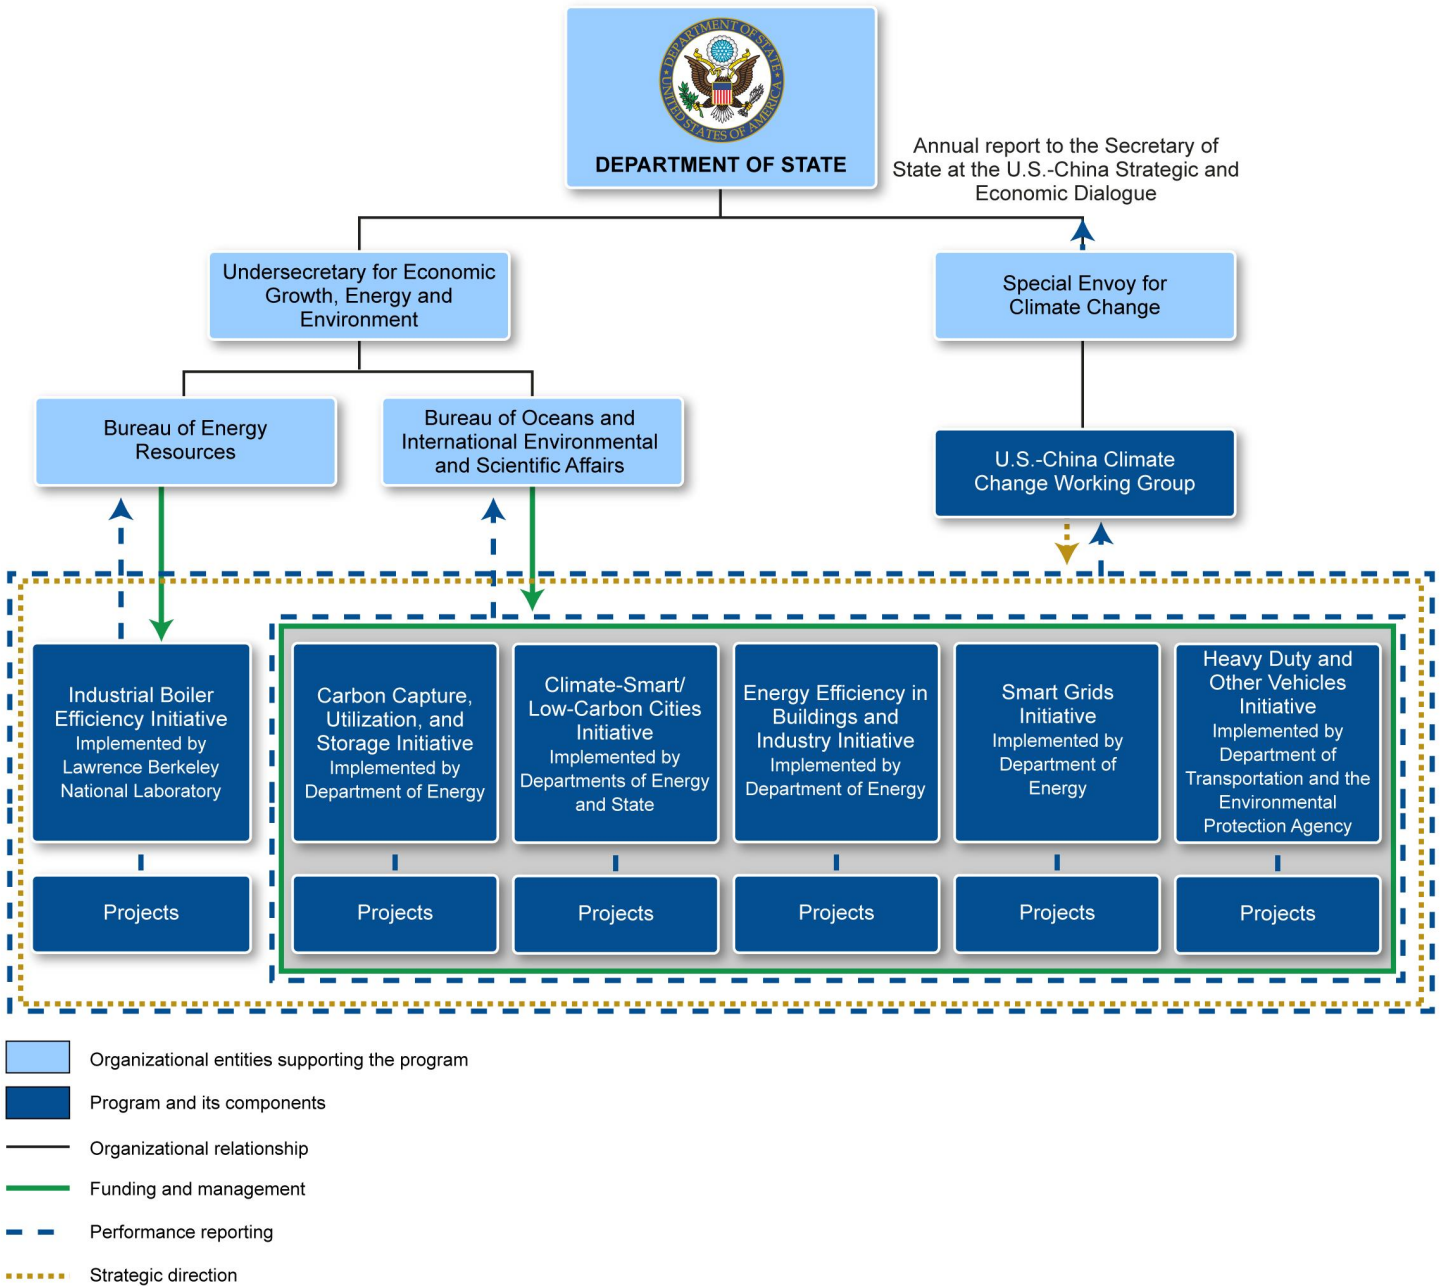 DEPARTMENT OF STATE
UNITED STATES OF AMERICA
DEPARTMENT OF STATE
Annual report to the Secretary of
State at the U.S.-China Strategic and
Economic Dialogue
Undersecretary for Economic
Growth, Energy and
Environment
Special Envoy for
Climate Change
Bureau of Energy
Resources
Bureau of Oceans and
International Environmental
and Scientific Affairs
U.S.-China Climate
Change Working Group
Industrial Boiler
Efficiency Initiative
Implemented by
Lawrence Berkeley
National Laboratory
Carbon Capture,
Utilization, and
Storage Initiative
Implemented by
Department of Energy
Climate-Smart/
Low-Carbon Cities
Initiative
Implemented by
Departments of Energy
and State
Energy Efficiency in
Buildings and
Industry Initiative
Implemented by
Department of Energy
Smart Grids
Initiative
Implemented by
Department of
Energy
Heavy Duty and
Other Vehicles
Initiative
Implemented by
Department of
Transportation and the
Environmental
Protection Agency
Projects
Projects
Projects
Projects
Projects
Projects
Organizational entities supporting the program
Program and its components
Organizational relationship
Funding and management
Performance reporting
Strategic direction